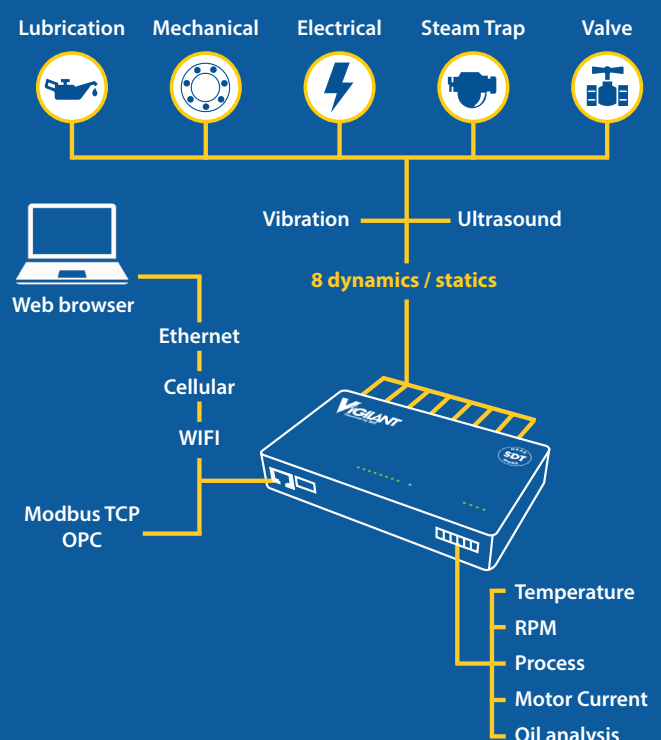 Lubrication Mechanical Electrical Steam Trap Valve
Vibration Ultrasound
8 dynamics / statics
Web browser
Ethernet
Cellular
WIFI
Modbus TCP
OPC
VIGILANT
SDT
Temperature
RPM
Process
Motor Current
Oil analysis